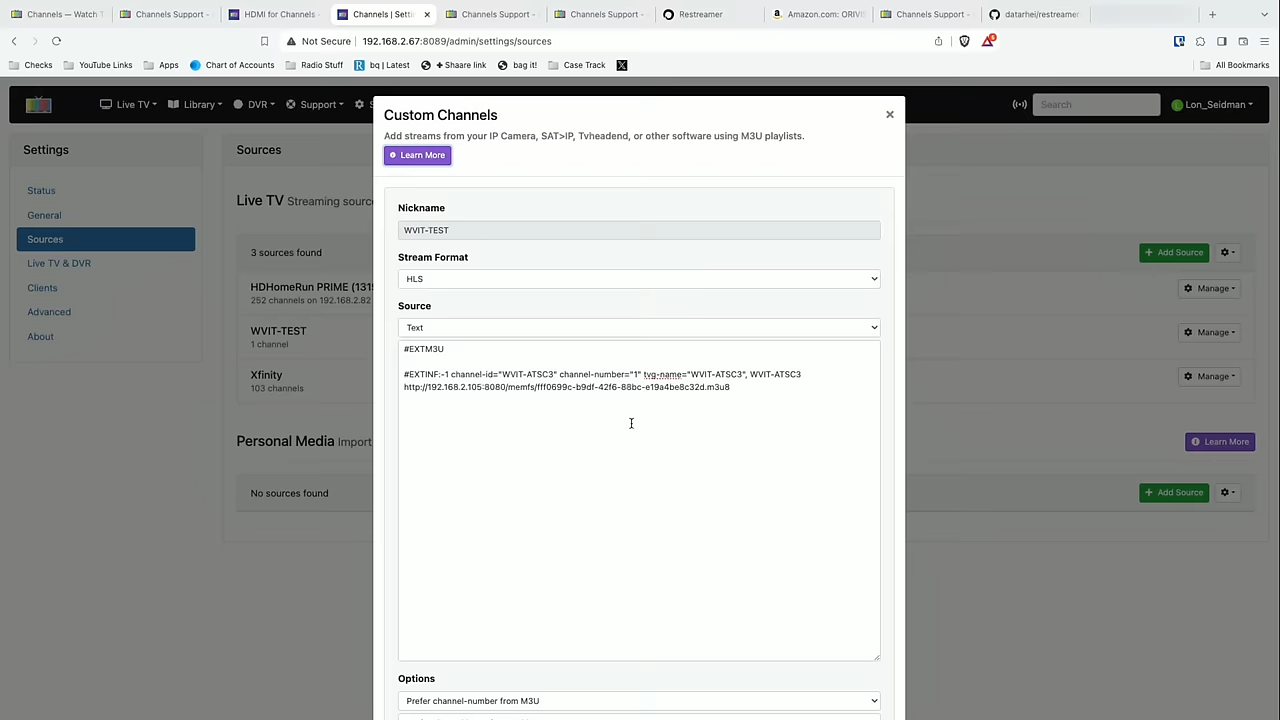 Channels — Watch T
Channels Support -
HDMI for Channels
Channels | Setti
Channels Support -
Channels Support -
Restreamer
Amazon.com: ORIVI
Channels Support -
datarhei/restreamer
Not Secure
192.168.2.67:8089/admin/settings/sources
Checks
YouTube Links
Apps
Chart of Accounts
Radio Stuff
bq | Latest
+ Shaare link
bag it!
Case Track
All Bookmarks
Live TV
Library
DVR
Support
S
Search
Lon_Seidman
Custom Channels
Add streams from your IP Camera, SAT>IP, Tvheadend, or other software using M3U playlists.
Learn More
Settings
Status
General
Sources
Live TV & DVR
Clients
Advanced
About
Sources
Live TV Streaming sourc
3 sources found
+ Add Source
HDHomeRun PRIME (131
252 channels on 192.168.2.82
Manage
WVIT-TEST
1 channel
Manage
Xfinity
103 channels
Manage
Personal Media Import
Learn More
No sources found
+ Add Source
Nickname
WVIT-TEST
Stream Format
HLS
Source
Text
#EXTM3U
#EXTINF:-1 channel-id="WVIT-ATSC3" channel-number="1" tvg-name="WVIT-ATSC3", WVIT-ATSC3
http://192.168.2.105:8080/memfs/fff0699c-b9df-42f6-88bc-e19a4be8c32d.m3u8
Options
Prefer channel-number from M3U